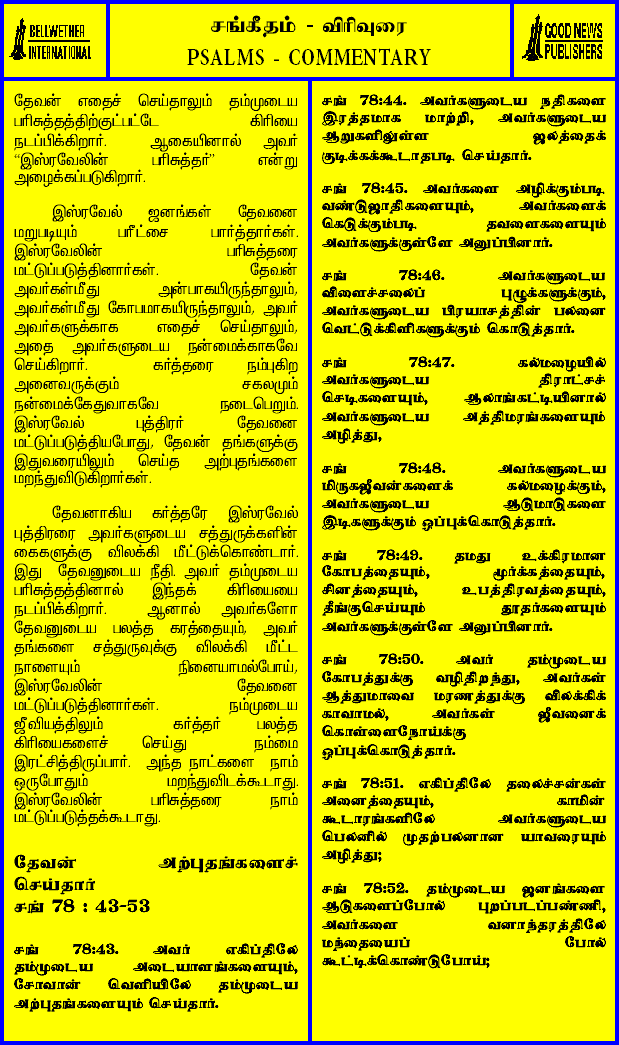 BELLWETHER
INTERNATIONAL
சங்கீதம் - விரிவுரை
PSALMS - COMMENTARY
GOOD NEWS
PUBLISHERS
தேவன் எதைச் செய்தாலும் தம்முடைய
பரிசுத்தத்திற்குட்பட்டே கிரியை
நடப்பிக்கிறார். ஆகையினால் அவர்
“இஸ்ரவேலின் பரிசுத்தர்” என்று
அழைக்கப்படுகிறார்.
இஸ்ரவேல் ஜனங்கள் தேவனை
மறுபடியும் பரீட்சை பார்த்தார்கள்.
இஸ்ரவேலின் பரிசுத்தரை
மட்டுப்படுத்தினார்கள். தேவன்
அவர்கள்மீது அன்பாகயிருந்தாலும்,
அவர்கள்மீது கோபமாகயிருந்தாலும், அவர்
அவர்களுக்காக எதைச் செய்தாலும்,
அதை அவர்களுடைய நன்மைக்காகவே
செய்கிறார். கர்த்தரை நம்புகிற
அனைவருக்கும் சகலமும்
நன்மைக்கேதுவாகவே நடைபெறும்.
இஸ்ரவேல் புத்திரர் தேவனை
மட்டுப்படுத்தியபோது, தேவன் தங்களுக்கு
இதுவரையிலும் செய்த அற்புதங்களை
மறந்துவிடுகிறார்கள்.
தேவனாகிய கர்த்தரே இஸ்ரவேல்
புத்திரரை அவர்களுடைய சத்துருக்களின்
கைகளுக்கு விலக்கி மீட்டுக்கொண்டார்.
இது தேவனுடைய நீதி. அவர் தம்முடைய
பரிசுத்தத்தினால் இந்தக் கிரியையை
நடப்பிக்கிறார். ஆனால் அவர்களோ
தேவனுடைய பலத்த கரத்தையும், அவர்
தங்களை சத்துருவுக்கு விலக்கி மீட்ட
நாளையும் நினையாமல்போய்,
இஸ்ரவேலின் தேவனை
மட்டுப்படுத்தினார்கள். நம்முடைய
ஜீவியத்திலும் கர்த்தர் பலத்த
கிரியைகளைச் செய்து நம்மை
இரட்சித்திருப்பார். அந்த நாட்களை நாம்
ஒருபோதும் மறந்துவிடக்கூடாது.
இஸ்ரவேலின் பரிசுத்தரை நாம்
மட்டுப்படுத்தக்கூடாது.
தேவன் அற்புதங்களைச்
செய்தார்
சங் 78 : 43-53
சங் 78:43. அவர் எகிப்திலே
தம்முடைய அடையாளங்களையும்,
சோவான் வெளியிலே தம்முடைய
அற்புதங்களையும் செய்தார்.
சங் 78:44. அவர்களுடைய நதிகளை
இரத்தமாக மாற்றி, அவர்களுடைய
ஆறுகளிலுள்ள ஜலத்தைக்
குடிக்கக்கூடாதபடி செய்தார்.
சங் 78:45. அவர்களை அழிக்கும்படி
வண்டுஜாதிகளையும், அவர்களைக்
கெடுக்கும்படி தவளைகளையும்
அவர்களுக்குள்ளே அனுப்பினார்.
சங் 78:46. அவர்களுடைய
விளைச்சலைப் புழுக்களுக்கும்,
அவர்களுடைய பிரயாசத்தின் பலனை
வெட்டுக்கிளிகளுக்கும் கொடுத்தார்.
சங் 78:47. கல்மழையில்
அவர்களுடைய திராட்சச்
செடிகளையும், ஆலாங்கட்டியினால்
அவர்களுடைய அத்திமரங்களையும்
அழித்து,
சங் 78:48. அவர்களுடைய
மிருகஜீவன்களைக் கல்மழைக்கும்,
அவர்களுடைய ஆடுமாடுகளை
இடிகளுக்கும் ஒப்புக்கொடுத்தார்.
சங் 78:49. தமது உக்கிரமான
கோபத்தையும், மூர்க்கத்தையும்,
சினத்தையும், உபத்திரவத்தையும்,
தீங்குசெய்யும் தூதர்களையும்
அவர்களுக்குள்ளே அனுப்பினார்.
சங் 78:50. அவர் தம்முடைய
கோபத்துக்கு வழிதிறந்து, அவர்கள்
ஆத்துமாவை மரணத்துக்கு விலக்கிக்
காவாமல், அவர்கள் ஜீவனைக்
கொள்ளைநோய்க்கு
ஒப்புக்கொடுத்தார்.
சங் 78:51. எகிப்திலே தலைச்சன்கள்
அனைத்தையும், காமின்
கூடாரங்களிலே அவர்களுடைய
பெலனில் முதற்பலனான யாவரையும்
அழித்து;
சங் 78:52. தம்முடைய ஜனங்களை
ஆடுகளைப்போல் புறப்படப்பண்ணி,
அவர்களை வனாந்தரத்திலே
மந்தையைப் போல்
கூட்டிக்கொண்டுபோய்;